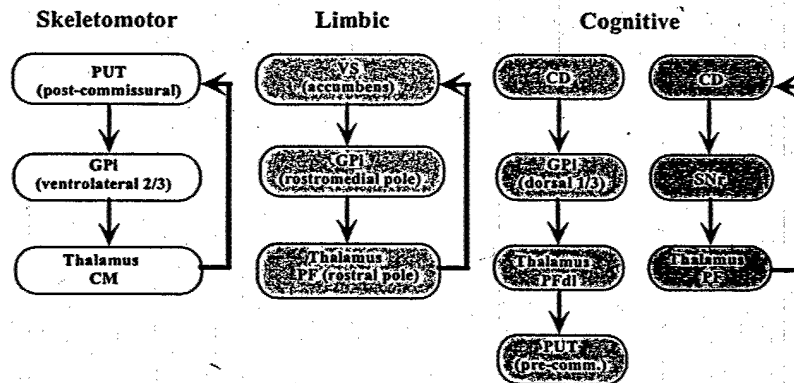 Skeletomotor
Limbic
Cognitive
PUT
(post-commissural)
GPi
(ventrolateral 2/3)
Thalamus
CM
VS
(accumbens)
GPi
(rostromedial pole)
Thalamus
PF (rostral pole)
CD
GPi
(dorsal 1/3)
Thalamus
PFdl
PUT
(pre-comm.)
CD
SNr
Thalamus
PF